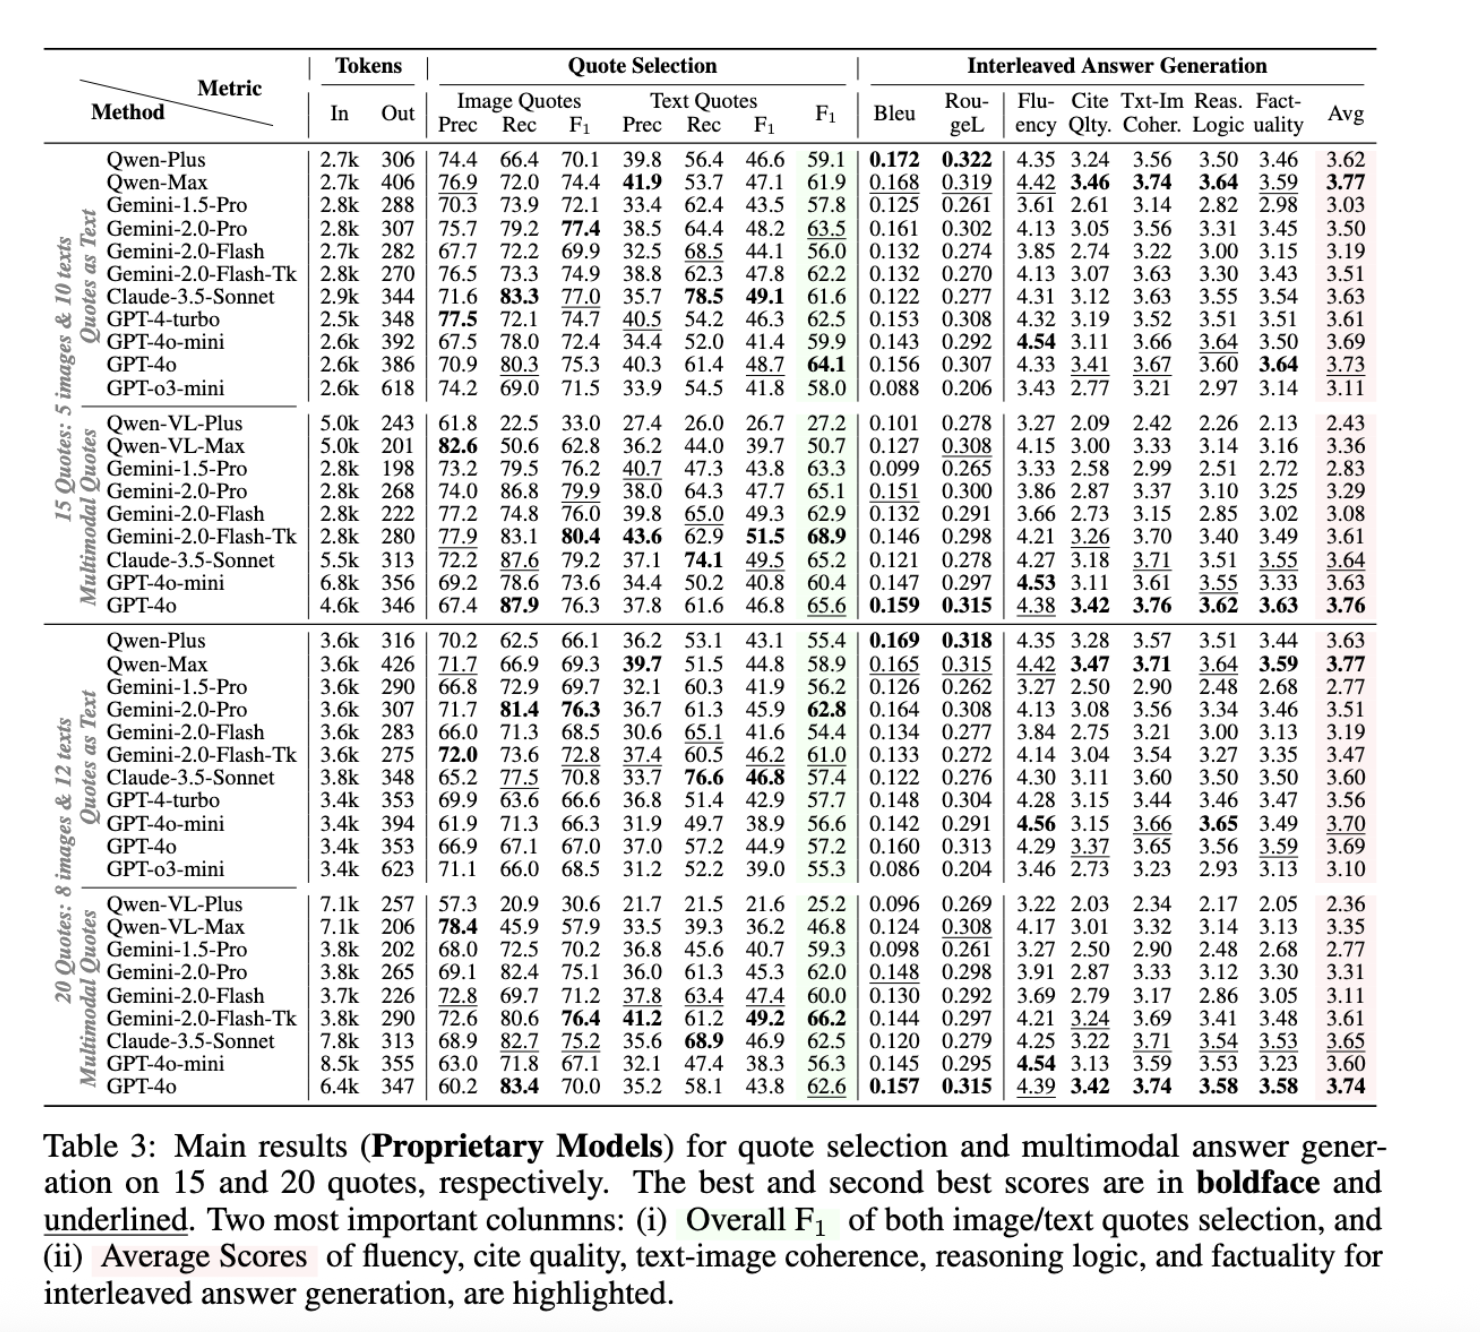 Tokens Quote Selection Interleaved Answer Generation
Metric
Method
In Out Image Quotes Text Quotes F1 Bleu Rou-geL Flu-ency Cite Qlty. Txt-Im Coher. Reas. Logic Fact-uality Avg
Prec Rec F1 Prec Rec F1
15 Quotes: 5 images & 10 texts
Quotes as Text
Qwen-Plus 2.7k 306 74.4 66.4 70.1 39.8 56.4 46.6 59.1 0.172 0.322 4.35 3.24 3.56 3.50 3.46 3.62
Qwen-Max 2.7k 406 76.9 72.0 74.4 41.9 53.7 47.1 61.9 0.168 0.319 4.42 3.46 3.74 3.64 3.59 3.77
Gemini-1.5-Pro 2.8k 288 70.3 73.9 72.1 33.4 62.4 43.5 57.8 0.125 0.261 3.61 2.61 3.14 2.82 2.98 3.03
Gemini-2.0-Pro 2.8k 307 75.7 79.2 77.4 38.5 64.4 48.2 63.5 0.161 0.302 4.13 3.05 3.56 3.31 3.45 3.50
Gemini-2.0-Flash 2.7k 282 67.7 72.2 69.9 32.5 68.5 44.1 56.0 0.132 0.274 3.85 2.74 3.22 3.00 3.15 3.19
Gemini-2.0-Flash-Tk 2.8k 270 76.5 73.3 74.9 38.8 62.3 47.8 62.2 0.132 0.270 4.13 3.07 3.63 3.30 3.43 3.51
Claude-3.5-Sonnet 2.9k 344 71.6 83.3 77.0 35.7 78.5 49.1 61.6 0.122 0.277 4.31 3.12 3.63 3.55 3.54 3.63
GPT-4-turbo 2.5k 348 77.5 72.1 74.7 40.5 54.2 46.3 62.5 0.153 0.308 4.32 3.19 3.52 3.51 3.51 3.61
GPT-4o-mini 2.6k 392 67.5 78.0 72.4 34.4 52.0 41.4 59.9 0.143 0.292 4.54 3.11 3.66 3.64 3.50 3.69
GPT-4o 2.6k 386 70.9 80.3 75.3 40.3 61.4 48.7 64.1 0.156 0.307 4.33 3.41 3.67 3.60 3.64 3.73
GPT-o3-mini 2.6k 618 74.2 69.0 71.5 33.9 54.5 41.8 58.0 0.088 0.206 3.43 2.77 3.21 2.97 3.14 3.11
Multimodal Quotes
Qwen-VL-Plus 5.0k 243 61.8 22.5 33.0 27.4 26.0 26.7 27.2 0.101 0.278 3.27 2.09 2.42 2.26 2.13 2.43
Qwen-VL-Max 5.0k 201 82.6 50.6 62.8 36.2 44.0 39.7 50.7 0.127 0.308 4.15 3.00 3.33 3.14 3.16 3.36
Gemini-1.5-Pro 2.8k 198 73.2 79.5 76.2 40.7 47.3 43.8 63.3 0.099 0.265 3.33 2.58 2.99 2.51 2.72 2.83
Gemini-2.0-Pro 2.8k 268 74.0 86.8 79.9 38.0 64.3 47.7 65.1 0.151 0.300 3.86 2.87 3.37 3.10 3.25 3.29
Gemini-2.0-Flash 2.8k 222 77.2 74.8 76.0 39.8 65.0 49.3 62.9 0.132 0.291 3.66 2.73 3.15 2.85 3.02 3.08
Gemini-2.0-Flash-Tk 2.8k 280 77.9 83.1 80.4 43.6 62.9 51.5 68.9 0.146 0.298 4.21 3.26 3.70 3.40 3.49 3.61
Claude-3.5-Sonnet 5.5k 313 72.2 87.6 79.2 37.1 74.1 49.5 65.2 0.121 0.278 4.27 3.18 3.71 3.51 3.55 3.64
GPT-4o-mini 6.8k 356 69.2 78.6 73.6 34.4 50.2 40.8 60.4 0.147 0.297 4.53 3.11 3.61 3.55 3.33 3.63
GPT-4o 4.6k 346 67.4 87.9 76.3 37.8 61.6 46.8 65.6 0.159 0.315 4.38 3.42 3.76 3.62 3.63 3.76
20 Quotes: 8 images & 12 texts
Quotes as Text
Qwen-Plus 3.6k 316 70.2 62.5 66.1 36.2 53.1 43.1 55.4 0.169 0.318 4.35 3.28 3.57 3.51 3.44 3.63
Qwen-Max 3.6k 426 71.7 66.9 69.3 39.7 51.5 44.8 58.9 0.165 0.315 4.42 3.47 3.71 3.64 3.59 3.77
Gemini-1.5-Pro 3.6k 290 66.8 72.9 69.7 32.1 60.3 41.9 56.2 0.126 0.262 3.27 2.50 2.90 2.48 2.68 2.77
Gemini-2.0-Pro 3.6k 307 71.7 81.4 76.3 36.7 61.3 45.9 62.8 0.164 0.308 4.13 3.08 3.56 3.34 3.46 3.51
Gemini-2.0-Flash 3.6k 283 66.0 71.3 68.5 30.6 65.1 41.6 54.4 0.134 0.277 3.84 2.75 3.21 3.00 3.13 3.19
Gemini-2.0-Flash-Tk 3.6k 275 72.0 73.6 72.8 37.4 60.5 46.2 61.0 0.133 0.272 4.14 3.04 3.54 3.27 3.35 3.47
Claude-3.5-Sonnet 3.8k 348 65.2 77.5 70.8 33.7 76.6 46.8 57.4 0.122 0.276 4.30 3.11 3.60 3.50 3.50 3.60
GPT-4-turbo 3.4k 353 69.9 63.6 66.6 36.8 51.4 42.9 57.7 0.148 0.304 4.28 3.15 3.44 3.46 3.47 3.56
GPT-4o-mini 3.4k 394 61.9 71.3 66.3 31.9 49.7 38.9 56.6 0.142 0.291 4.56 3.15 3.66 3.65 3.49 3.70
GPT-4o 3.4k 353 66.9 67.1 67.0 37.0 57.2 44.9 57.2 0.160 0.313 4.29 3.37 3.65 3.56 3.59 3.69
GPT-o3-mini 3.4k 623 71.1 66.0 68.5 31.2 52.2 39.0 55.3 0.086 0.204 3.46 2.73 3.23 2.93 3.13 3.10
Multimodal Quotes
Qwen-VL-Plus 7.1k 257 57.3 20.9 30.6 21.7 21.5 21.6 25.2 0.096 0.269 3.22 2.03 2.34 2.17 2.05 2.36
Qwen-VL-Max 7.1k 206 78.4 45.9 57.9 33.5 39.3 36.2 46.8 0.124 0.308 4.17 3.01 3.32 3.14 3.13 3.35
Gemini-1.5-Pro 3.8k 202 68.0 72.5 70.2 36.8 45.6 40.7 59.3 0.098 0.261 3.27 2.50 2.90 2.48 2.68 2.77
Gemini-2.0-Pro 3.8k 265 69.1 82.4 75.1 36.0 61.3 45.3 62.0 0.148 0.298 3.91 2.87 3.33 3.12 3.30 3.31
Gemini-2.0-Flash 3.7k 226 72.8 69.7 71.2 37.8 63.4 47.4 60.0 0.130 0.292 3.69 2.79 3.17 2.86 3.05 3.11
Gemini-2.0-Flash-Tk 3.8k 290 72.6 80.6 76.4 41.2 61.2 49.2 66.2 0.144 0.297 4.21 3.24 3.69 3.41 3.48 3.61
Claude-3.5-Sonnet 7.8k 313 68.9 82.7 75.2 35.6 68.9 46.9 62.5 0.120 0.279 4.25 3.22 3.71 3.54 3.53 3.65
GPT-4o-mini 8.5k 355 63.0 71.8 67.1 32.1 47.4 38.3 56.3 0.145 0.295 4.54 3.13 3.59 3.53 3.23 3.60
GPT-4o 6.4k 347 60.2 83.4 70.0 35.2 58.1 43.8 62.6 0.157 0.315 4.39 3.42 3.74 3.58 3.58 3.74
Table 3: Main results (Proprietary Models) for quote selection and multimodal answer gener-
ation on 15 and 20 quotes, respectively. The best and second best scores are in boldface and
underlined. Two most important colunmns: (i) Overall F1 of both image/text quotes selection, and
(ii) Average Scores of fluency, cite quality, text-image coherence, reasoning logic, and factuality for
interleaved answer generation, are highlighted.